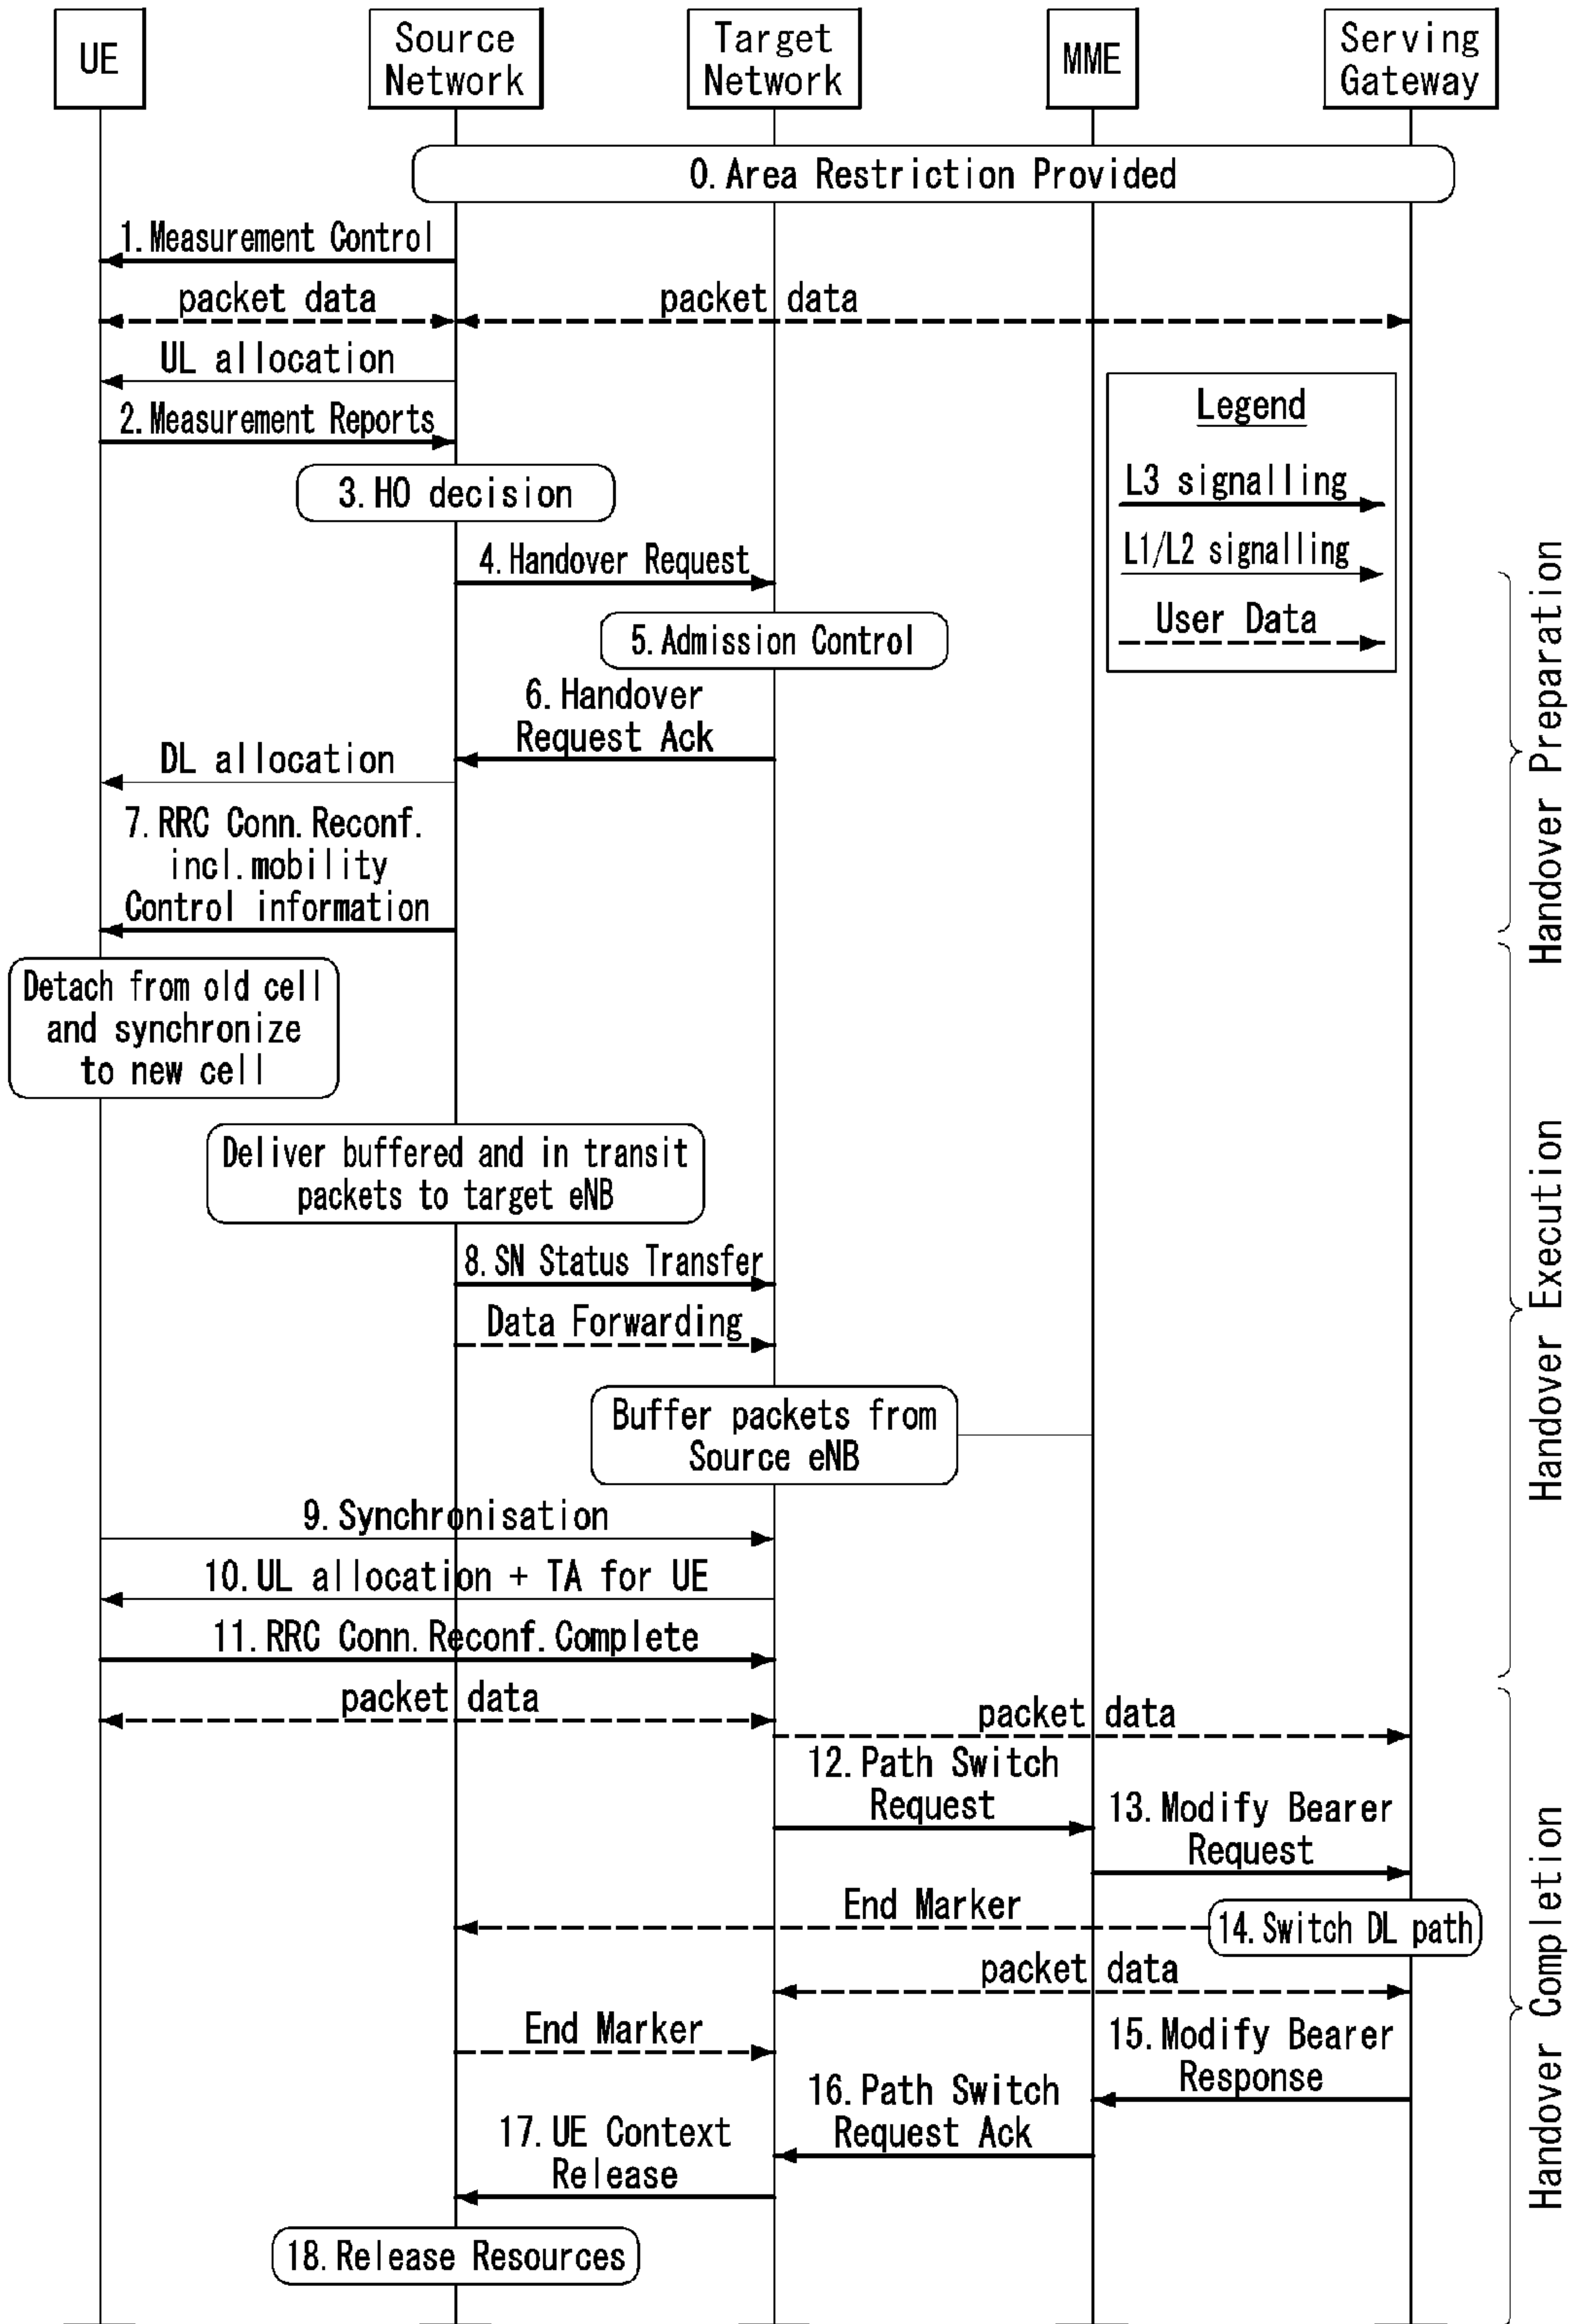 UE
Source
Network
Target
Network
MME
Serving
Gateway
0.Area Restriction Provided
1.Measurement Control
packet data
packet data
UL allocation
2.Measurement Reports
Legend
L3 signalling
L1/L2 signalling
User Data
3.HO decision
4.Handover Request
5.Admission Control
6.Handover
Request Ack
DL allocation
7.RRC Conn.Reconf.
incl.mobility
Control information
Handover Preparation
Detach from old cell
and synchronize
to new cell
Deliver buffered and in transit
packets to target eNB
8.SN Status Transfer
Data Forwarding
Buffer packets from
Source eNB
9.Synchronisation
10.UL allocation + TA for UE
11.RRC Conn.Reconf.Complete
Handover Execution
packet data
packet data
12.Path Switch
Request
13.Modify Bearer
Request
End Marker
14.Switch DL path
packet data
End Marker
15.Modify Bearer
Response
16.Path Switch
Request Ack
17.UE Context
Release
18.Release Resources
Handover Completion